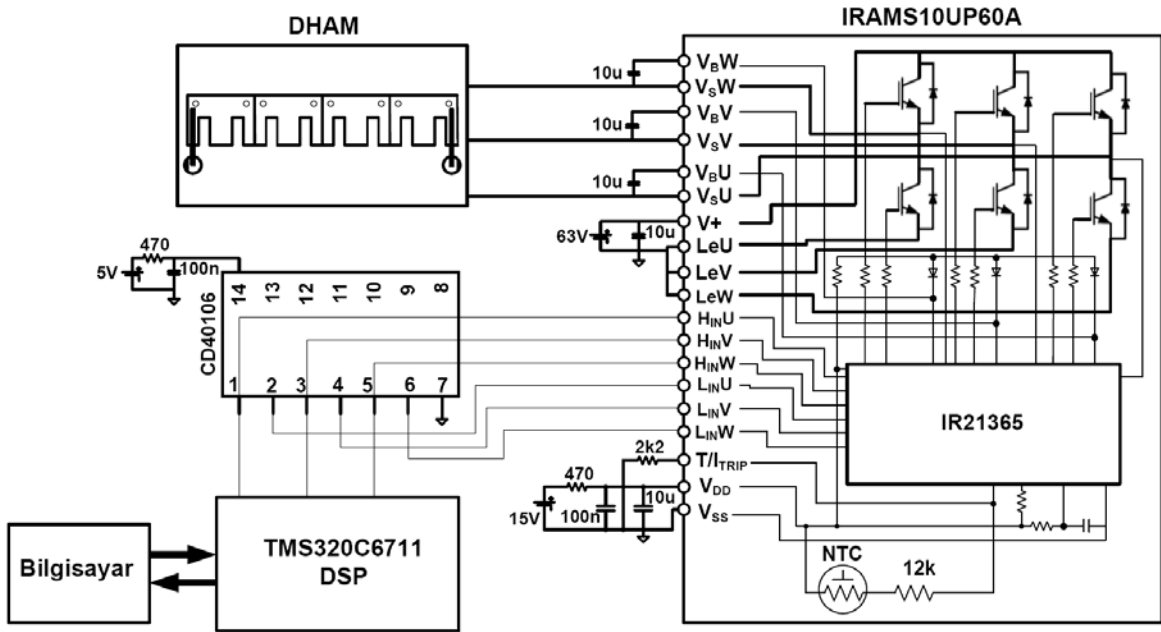 DHAM
IRAMS10UP60A
10u
10u
10u
VBW
VSW
VBV
VSV
VBU
VSU
V+
LeU
LeV
LeW
HINU
HINV
HINW
LINU
LINV
LINW
T/ITRIP
VDD
VSS
63V
10u
470
5V
100n
14 13 12 11 10 9 8
CD40106
1 2 3 4 5 6 7
IR21365
2k2
470
15V
100n
10u
NTC
12k
Bilgisayar
TMS320C6711
DSP